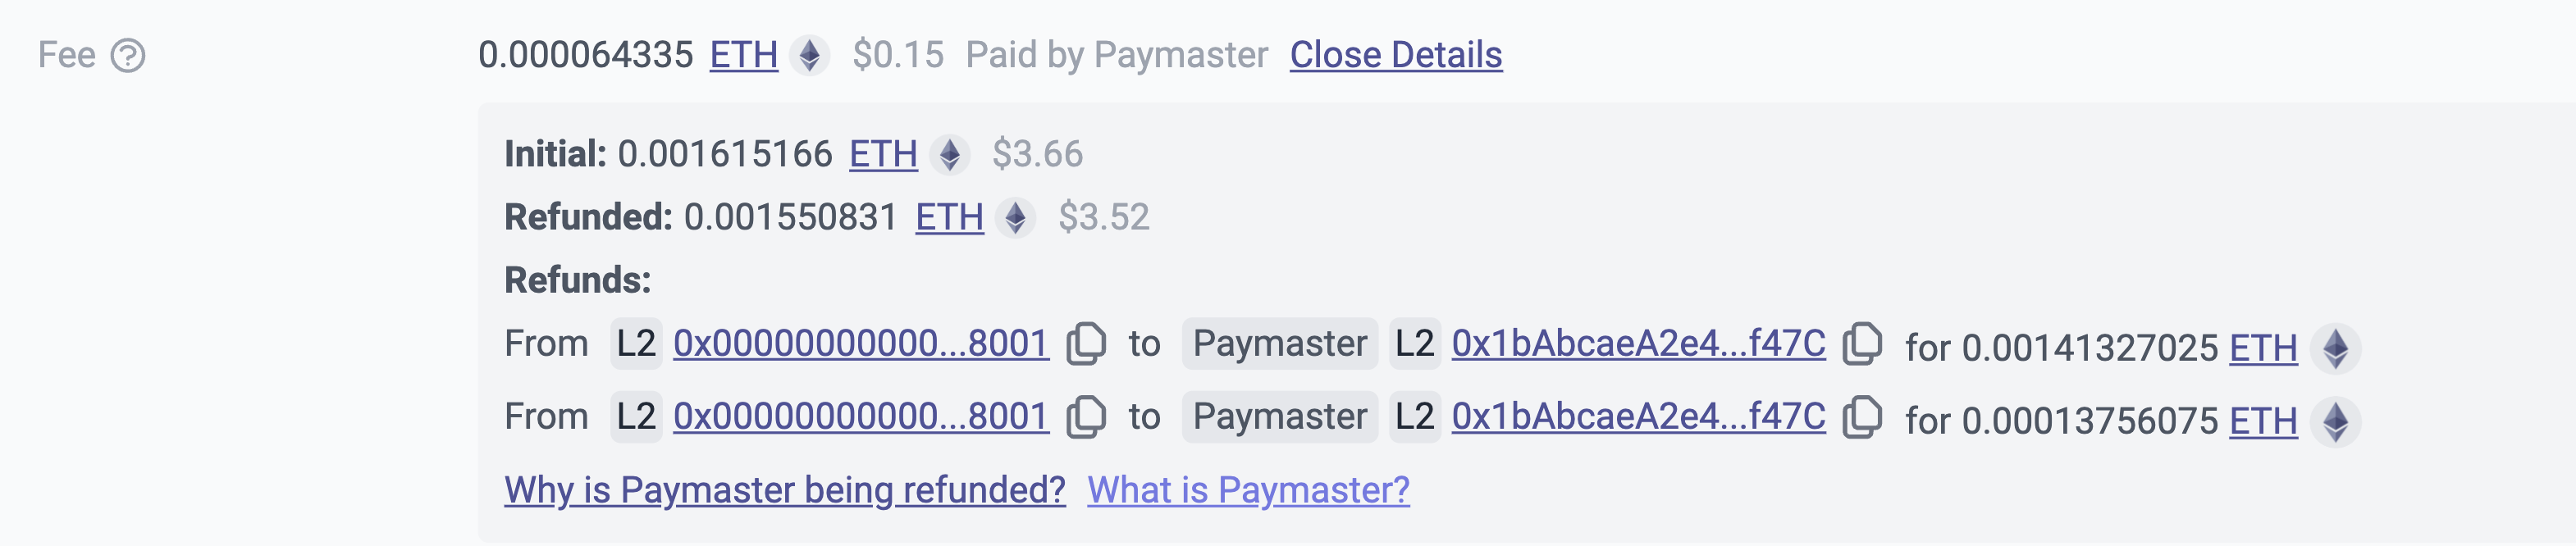 Fee 0.000064335 ETH $0.15 Paid by Paymaster Close Details
Initial: 0.001615166 ETH $3.66
Refunded: 0.001550831 ETH $3.52
Refunds:
From L2 0x00000000000...8001 to Paymaster L2 0x1bAbcaeA2e4...f47C for 0.00141327025 ETH
From L2 0x00000000000...8001 to Paymaster L2 0x1bAbcaeA2e4...f47C for 0.00013756075 ETH
Why is Paymaster being refunded? What is Paymaster?